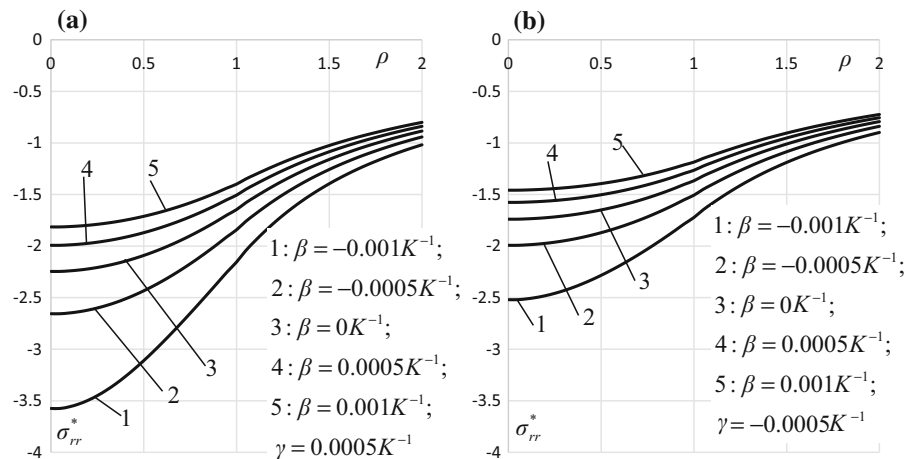 (a)
0
0.5
1
ρ
2
0
-0.5
-1
-1.5
-2
-2.5
-3
-3.5
-4
σ*rr
4
5
3
2
1
1: β = −0.001K⁻¹;
2: β = −0.0005K⁻¹;
3: β = 0K⁻¹;
4: β = 0.0005K⁻¹;
5: β = 0.001K⁻¹;
γ = 0.0005K⁻¹
(b)
0
0.5
1
ρ
2
0
-0.5
-1
-1.5
-2
-2.5
-3
-3.5
-4
σ*rr
4
5
3
2
1
1: β = −0.001K⁻¹;
2: β = −0.0005K⁻¹;
3: β = 0K⁻¹;
4: β = 0.0005K⁻¹;
5: β = 0.001K⁻¹;
γ = −0.0005K⁻¹